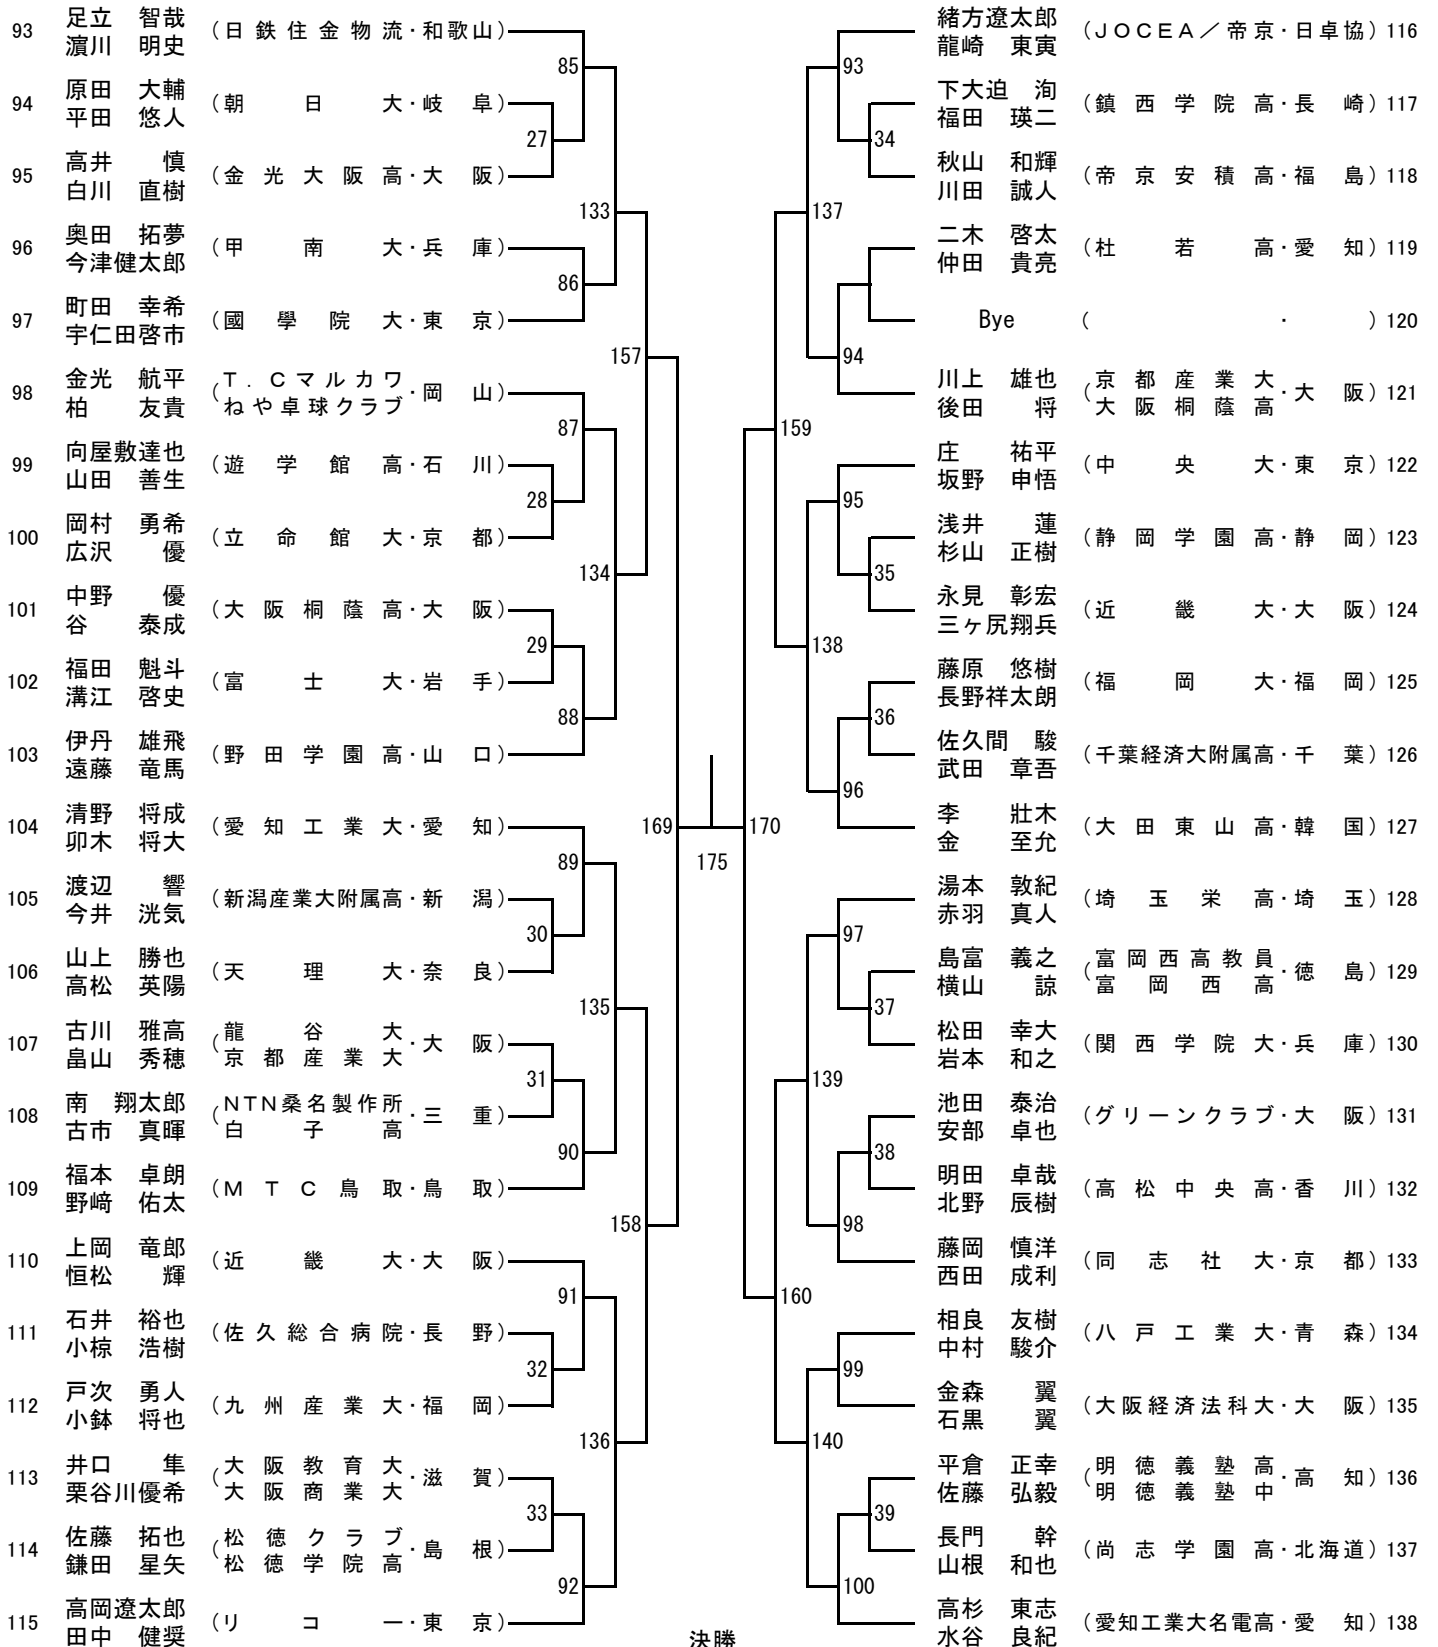 93 足立 智哉 濵川 明史 (日鉄住金物流・和歌山)
94 原田 大輔 平田 悠人 (朝日大・岐阜)
95 高井 慎 白川 直樹 (金光大阪高・大阪)
96 奥田 拓夢 今津健太郎 (甲南大・兵庫)
97 町田 幸希 宇仁田啓市 (國學院大・東京)
98 金光 航平 柏 友貴 (T.Cマルカワ ねや卓球クラブ・岡山)
99 向屋敷達也 山田 善生 (遊学館高・石川)
100 岡村 勇希 広沢 優 (立命館大・京都)
101 中野 優 谷 泰成 (大阪桐蔭高・大阪)
102 福田 魁斗 溝江 啓史 (富士大・岩手)
103 伊丹 雄飛 遠藤 竜馬 (野田学園高・山口)
104 清野 将成 卯木 将大 (愛知工業大・愛知)
105 渡辺 響 今井 洸気 (新潟産業大附属高・新潟)
106 山上 勝也 高松 英陽 (天理大・奈良)
107 古川 雅高 畠山 秀穂 (龍谷大 京都産業大・大阪)
108 南 翔太郎 古市 真暉 (NTN桑名製作所 白子高・三重)
109 福本 卓朗 野﨑 佑太 (MTC鳥取・鳥取)
110 上岡 竜郎 恒松 輝 (近畿大・大阪)
111 石井 裕也 小椋 浩樹 (佐久総合病院・長野)
112 戸次 勇人 小鉢 将也 (九州産業大・福岡)
113 井口 隼 栗谷川優希 (大阪教育大 大阪商業大・滋賀)
114 佐藤 拓也 鎌田 星矢 (松徳クラブ 松徳学院高・島根)
115 高岡遼太郎 田中 健奨 (リコー・東京)
85
27
133
86
157
87
28
134
29
88
169
89
30
135
31
90
158
91
32
136
33
92
175
決勝
170
93
34
137
94
159
95
35
138
36
96
97
37
139
38
98
160
99
140
39
100
緒方遼太郎 龍崎 東寅 (JOCEA/帝京・日卓協) 116
下大迫 洵 福田 瑛二 (鎮西学院高・長崎) 117
秋山 和輝 川田 誠人 (帝京安積高・福島) 118
二木 啓太 仲田 貴亮 (杜若高・愛知) 119
Bye (・) 120
川上 雄也 後田 将 (京都産業大 大阪桐蔭高・大阪) 121
庄 祐平 坂野 申悟 (中央大・東京) 122
浅井 蓮 杉山 正樹 (静岡学園高・静岡) 123
永見 彰宏 三ヶ尻翔兵 (近畿大・大阪) 124
藤原 悠樹 長野祥太朗 (福岡大・福岡) 125
佐久間 駿 武田 章吾 (千葉経済大附属高・千葉) 126
李 壯木 金 至允 (大田東山高・韓国) 127
湯本 敦紀 赤羽 真人 (埼玉栄高・埼玉) 128
島富 義之 横山 諒 (富岡西高教員 富岡西高・徳島) 129
松田 幸大 岩本 和之 (関西学院大・兵庫) 130
池田 泰治 安部 卓也 (グリーンクラブ・大阪) 131
明田 卓哉 北野 辰樹 (高松中央高・香川) 132
藤岡 慎洋 西田 成利 (同志社大・京都) 133
相良 友樹 中村 駿介 (八戸工業大・青森) 134
金森 翼 石黒 翼 (大阪経済法科大・大阪) 135
平倉 正幸 佐藤 弘毅 (明徳義塾高 明徳義塾中・高知) 136
長門 幹 山根 和也 (尚志学園高・北海道) 137
高杉 東志 水谷 良紀 (愛知工業大名電高・愛知) 138